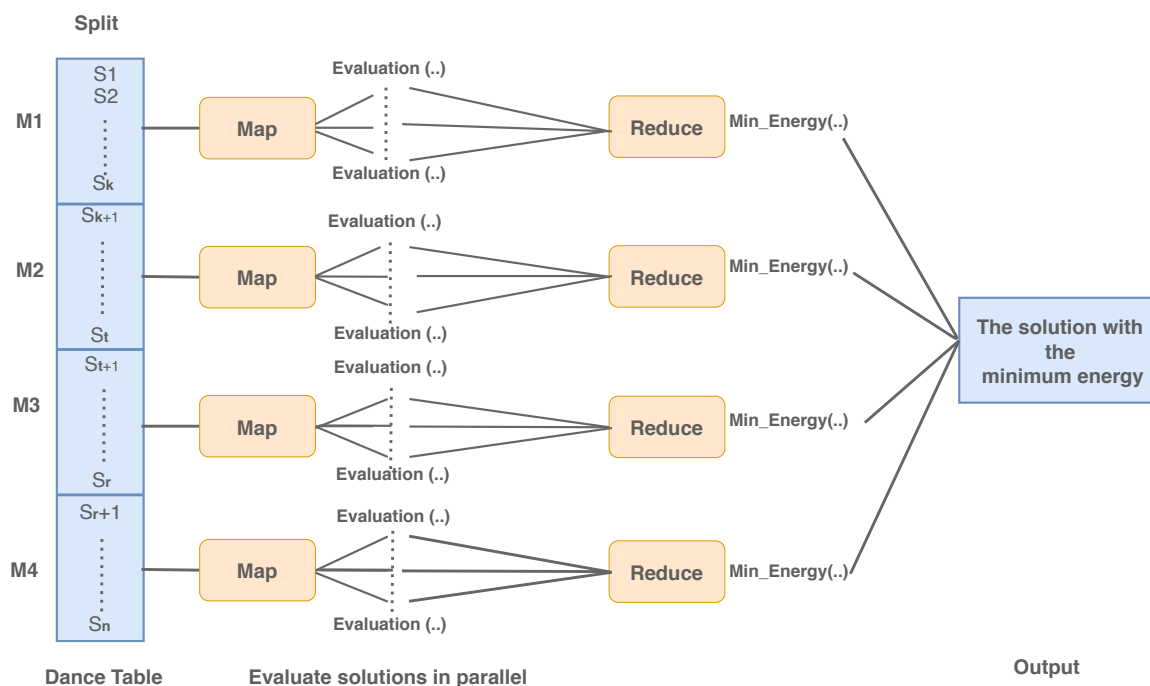 Split
S1
S2
Sk
M1
Map
Evaluation (..)
Evaluation (..)
Reduce
Min_Energy(..)
Sk+1
St
M2
Map
Evaluation (..)
Evaluation (..)
Reduce
Min_Energy(..)
St+1
Sr
M3
Map
Evaluation (..)
Evaluation (..)
Reduce
Min_Energy(..)
Sr+1
Sn
M4
Map
Evaluation (..)
Evaluation (..)
Reduce
Min_Energy(..)
The solution with
the
minimum energy
Dance Table
Evaluate solutions in parallel
Output